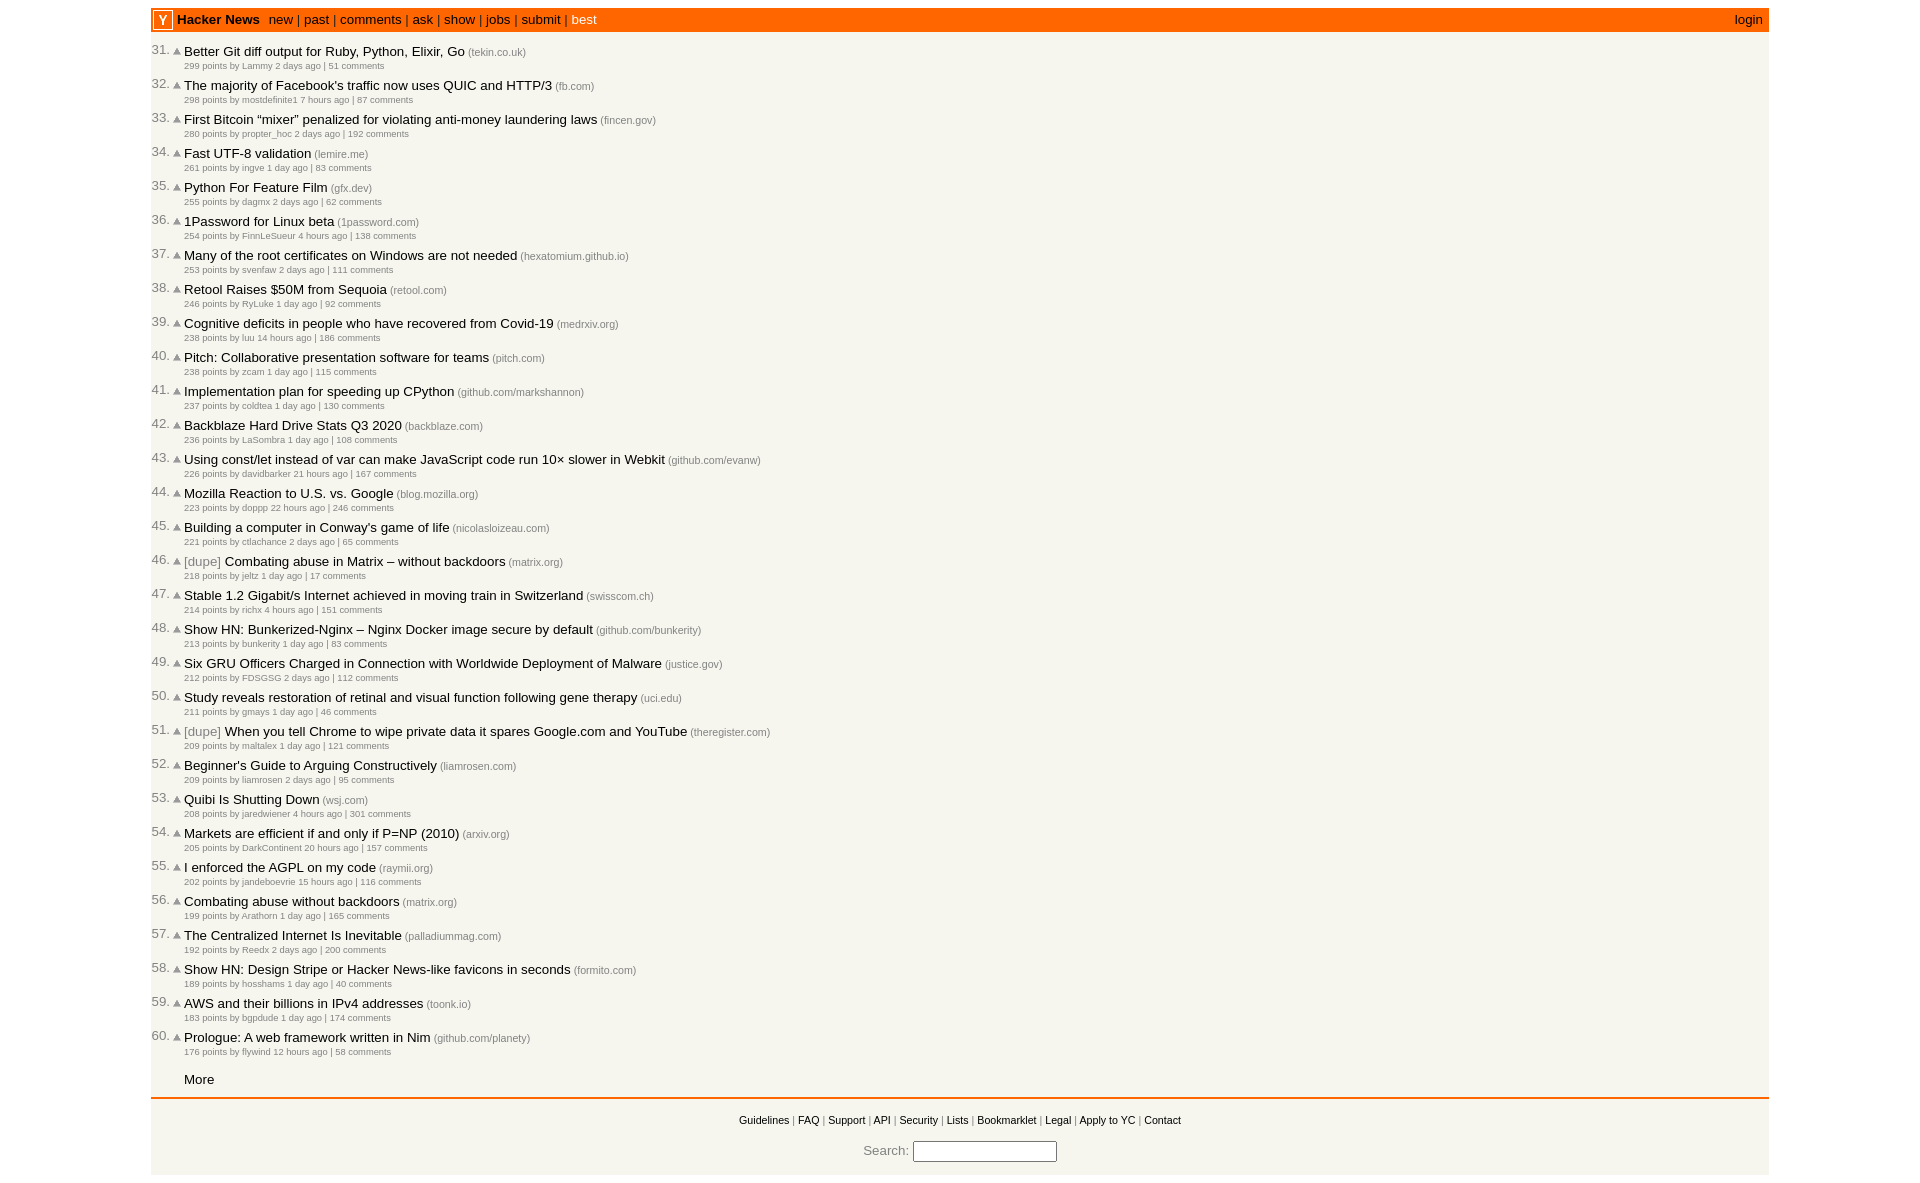 Y Hacker News new | past | comments | ask | show | jobs | submit | best login
31. Better Git diff output for Ruby, Python, Elixir, Go (tekin.co.uk)
299 points by Lammy 2 days ago | 51 comments
32. The majority of Facebook's traffic now uses QUIC and HTTP/3 (fb.com)
298 points by mostdefinite1 7 hours ago | 87 comments
33. First Bitcoin “mixer” penalized for violating anti-money laundering laws (fincen.gov)
280 points by propter_hoc 2 days ago | 192 comments
34. Fast UTF-8 validation (lemire.me)
261 points by ingve 1 day ago | 83 comments
35. Python For Feature Film (gfx.dev)
255 points by dagmx 2 days ago | 62 comments
36. 1Password for Linux beta (1password.com)
254 points by FinnLeSueur 4 hours ago | 138 comments
37. Many of the root certificates on Windows are not needed (hexatomium.github.io)
253 points by svenfaw 2 days ago | 111 comments
38. Retool Raises $50M from Sequoia (retool.com)
246 points by RyLuke 1 day ago | 92 comments
39. Cognitive deficits in people who have recovered from Covid-19 (medrxiv.org)
238 points by luu 14 hours ago | 186 comments
40. Pitch: Collaborative presentation software for teams (pitch.com)
238 points by zcam 1 day ago | 115 comments
41. Implementation plan for speeding up CPython (github.com/markshannon)
237 points by coldtea 1 day ago | 130 comments
42. Backblaze Hard Drive Stats Q3 2020 (backblaze.com)
236 points by LaSombra 1 day ago | 108 comments
43. Using const/let instead of var can make JavaScript code run 10× slower in Webkit (github.com/evanw)
226 points by davidbarker 21 hours ago | 167 comments
44. Mozilla Reaction to U.S. vs. Google (blog.mozilla.org)
223 points by doppp 22 hours ago | 246 comments
45. Building a computer in Conway's game of life (nicolasloizeau.com)
221 points by ctlachance 2 days ago | 65 comments
46. [dupe] Combating abuse in Matrix – without backdoors (matrix.org)
218 points by jeltz 1 day ago | 17 comments
47. Stable 1.2 Gigabit/s Internet achieved in moving train in Switzerland (swisscom.ch)
214 points by richx 4 hours ago | 151 comments
48. Show HN: Bunkerized-Nginx – Nginx Docker image secure by default (github.com/bunkerity)
213 points by bunkerity 1 day ago | 83 comments
49. Six GRU Officers Charged in Connection with Worldwide Deployment of Malware (justice.gov)
212 points by FDSGSG 2 days ago | 112 comments
50. Study reveals restoration of retinal and visual function following gene therapy (uci.edu)
211 points by gmays 1 day ago | 46 comments
51. [dupe] When you tell Chrome to wipe private data it spares Google.com and YouTube (theregister.com)
209 points by maltalex 1 day ago | 121 comments
52. Beginner's Guide to Arguing Constructively (liamrosen.com)
209 points by liamrosen 2 days ago | 95 comments
53. Quibi Is Shutting Down (wsj.com)
208 points by jaredwiener 4 hours ago | 301 comments
54. Markets are efficient if and only if P=NP (2010) (arxiv.org)
205 points by DarkContinent 20 hours ago | 157 comments
55. I enforced the AGPL on my code (raymii.org)
202 points by jandeboevrie 15 hours ago | 116 comments
56. Combating abuse without backdoors (matrix.org)
199 points by Arathorn 1 day ago | 165 comments
57. The Centralized Internet Is Inevitable (palladiummag.com)
192 points by Reedx 2 days ago | 200 comments
58. Show HN: Design Stripe or Hacker News-like favicons in seconds (formito.com)
189 points by hosshams 1 day ago | 40 comments
59. AWS and their billions in IPv4 addresses (toonk.io)
183 points by bgpdude 1 day ago | 174 comments
60. Prologue: A web framework written in Nim (github.com/planety)
176 points by flywind 12 hours ago | 58 comments
More
Guidelines | FAQ | Support | API | Security | Lists | Bookmarklet | Legal | Apply to YC | Contact
Search: